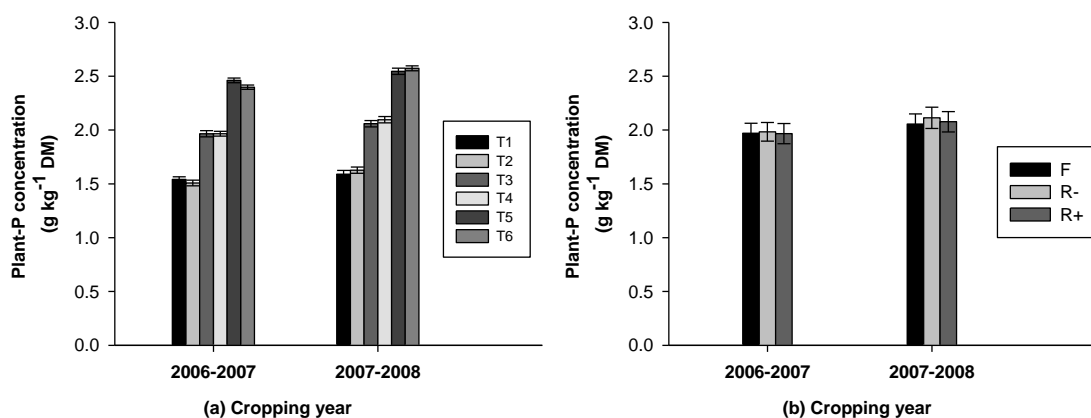 3.0
2.5
2.0
1.5
1.0
0.5
0.0
Plant-P concentration
(g kg-1 DM)
T1
T2
T3
T4
T5
T6
2006-2007
2007-2008
(a) Cropping year
3.0
2.5
2.0
1.5
1.0
0.5
0.0
Plant-P concentration
(g kg-1 DM)
F
R-
R+
2006-2007
2007-2008
(b) Cropping year